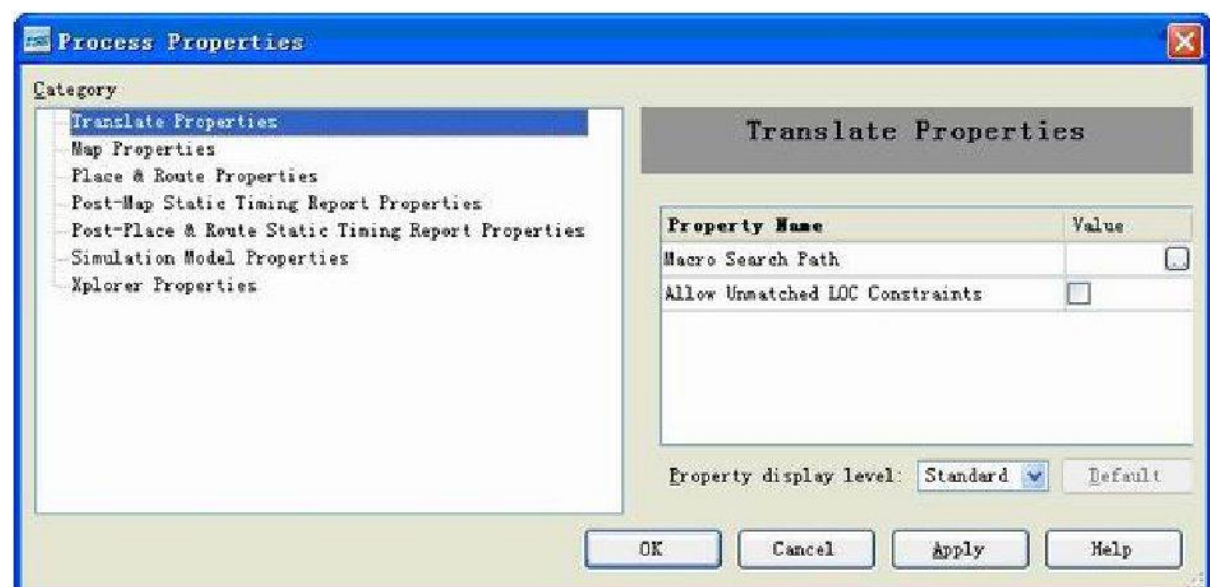 Process Properties
Category
Translate Properties
Map Properties
Place & Route Properties
Post-Map Static Timing Report Properties
Post-Place & Route Static Timing Report Properties
Simulation Model Properties
Xplorer Properties
Translate Properties
Property Name Value
Macro Search Path ..
Allow Unmatched LOC Constraints
Property display level: Standard Default
OK Cancel Apply Help